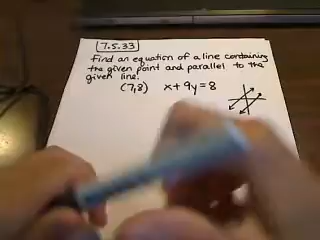 7.5.33
Find an equation of a line containing
the given point and parallel to the
given line.
(7,8) x + 9y = 8